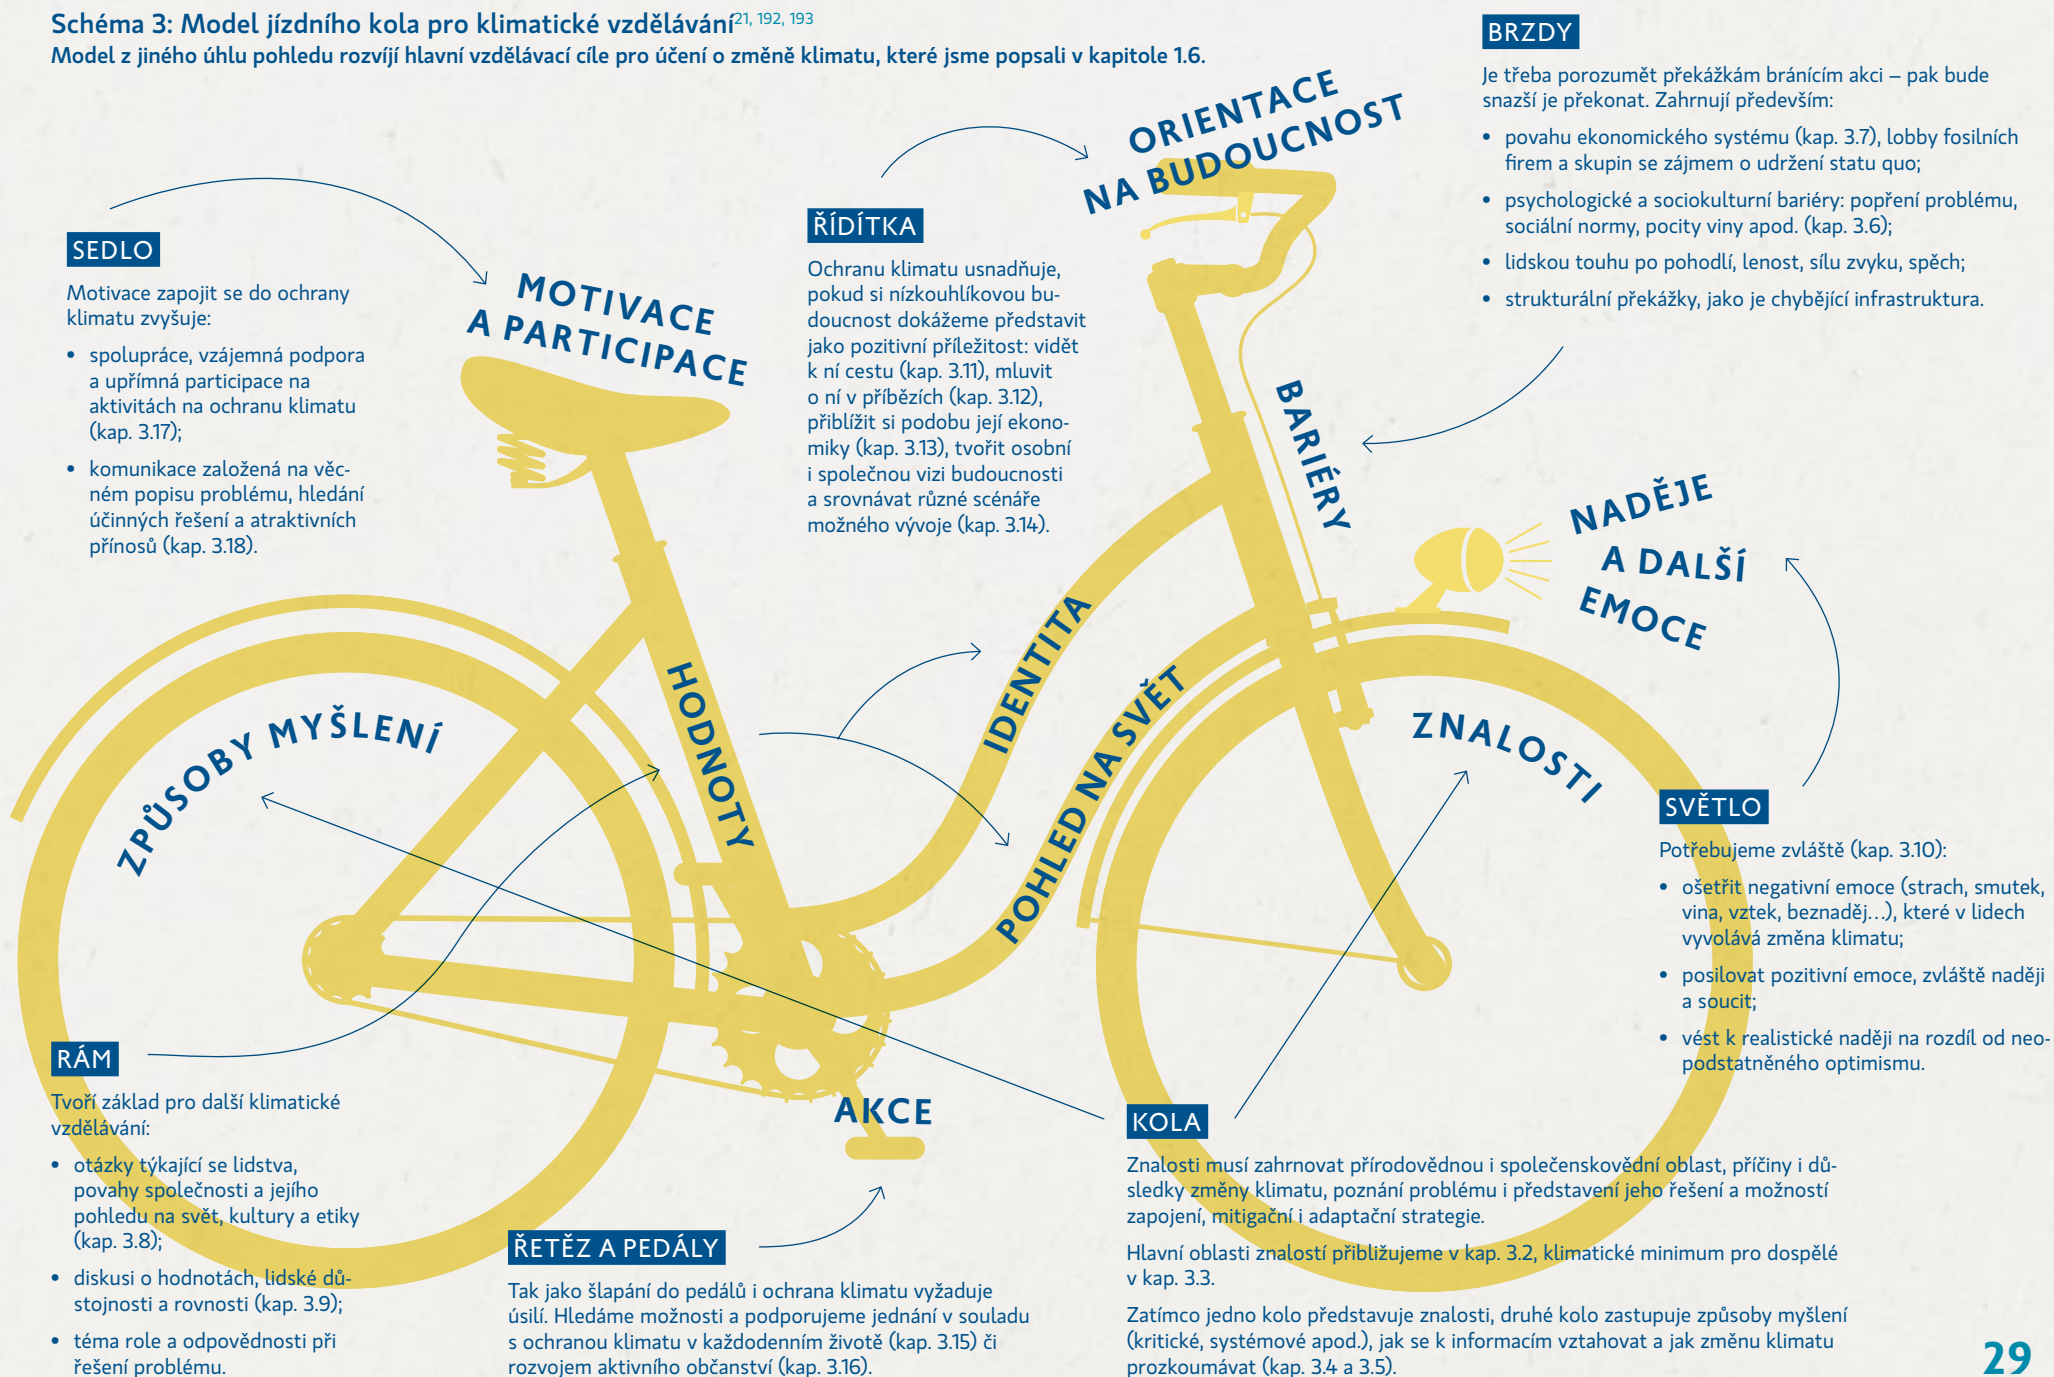 Schéma 3: Model jízdního kola pro klimatické vzdělávání21, 192, 193
Model z jiného úhlu pohledu rozvíjí hlavní vzdělávací cíle pro učení o změně klimatu, které jsme popsali v kapitole 1.6.
SEDLO
Motivace zapojit se do ochrany
klimatu zvyšuje:
• spolupráce, vzájemná podpora
a upřímná participace na
aktivitách na ochranu klimatu
(kap. 3.17);
• komunikace založená na věc-
ném popisu problému, hledání
účinných řešení a atraktivních
přínosů (kap. 3.18).
MOTIVACE
A PARTICIPACE
ŘÍDÍTKA
Ochranu klimatu usnadňuje,
pokud si nízkouhlíkovou bu-
doucnost dokážeme představit
jako pozitivní příležitost: vidět
k ní cestu (kap. 3.11), mluvit
o ní v příbězích (kap. 3.12),
přiblížit si podobu její ekono-
miky (kap. 3.13), tvořit osobní
i společnou vizi budoucnosti
a srovnávat různé scénáře
možného vývoje (kap. 3.14).
ORIENTACE
NA BUDOUCNOST
BRZDY
Je třeba porozumět překážkám bránícím akci – pak bude
snazší je překonat. Zahrnují především:
• povahu ekonomického systému (kap. 3.7), lobby fosilních
firem a skupin se zájmem o udržení statu quo;
• psychologické a sociokulturní bariéry: popření problému,
sociální normy, pocity viny apod. (kap. 3.6);
• lidskou touhu po pohodlí, lenost, sílu zvyku, spěch;
• strukturální překážky, jako je chybějící infrastruktura.
BARIÉRY
NADĚJE
A DALŠÍ
EMOCE
ZPŮSOBY MYŠLENÍ
HODNOTY
IDENTITA
POHLED NA SVĚT
ZNALOSTI
SVĚTLO
Potřebujeme zvláště (kap. 3.10):
• ošetřit negativní emoce (strach, smutek,
vina, vztek, beznaděj…), které v lidech
vyvolává změna klimatu;
• posilovat pozitivní emoce, zvláště naději
a soucit;
• vést k realistické naději na rozdíl od neo-
podstatněného optimismu.
RÁM
Tvoří základ pro další klimatické
vzdělávání:
• otázky týkající se lidstva,
povahy společnosti a jejího
pohledu na svět, kultury a etiky
(kap. 3.8);
• diskusi o hodnotách, lidské dů-
stojnosti a rovnosti (kap. 3.9);
• téma role a odpovědnosti při
řešení problému.
AKCE
ŘETĚZ A PEDÁLY
Tak jako šlapání do pedálů i ochrana klimatu vyžaduje
úsilí. Hledáme možnosti a podporujeme jednání v souladu
s ochranou klimatu v každodenním životě (kap. 3.15) či
rozvojem aktivního občanství (kap. 3.16).
KOLA
Znalosti musí zahrnovat přírodovědnou i společenskovědní oblast, příčiny i dů-
sledky změny klimatu, poznání problému i představení jeho řešení a možností
zapojení, mitigační i adaptační strategie.
Hlavní oblasti znalostí přibližujeme v kap. 3.2, klimatické minimum pro dospělé
v kap. 3.3.
Zatímco jedno kolo představuje znalosti, druhé kolo zastupuje způsoby myšlení
(kritické, systémové apod.), jak se k informacím vztahovat a jak změnu klimatu
prozkoumávat (kap. 3.4 a 3.5).
29